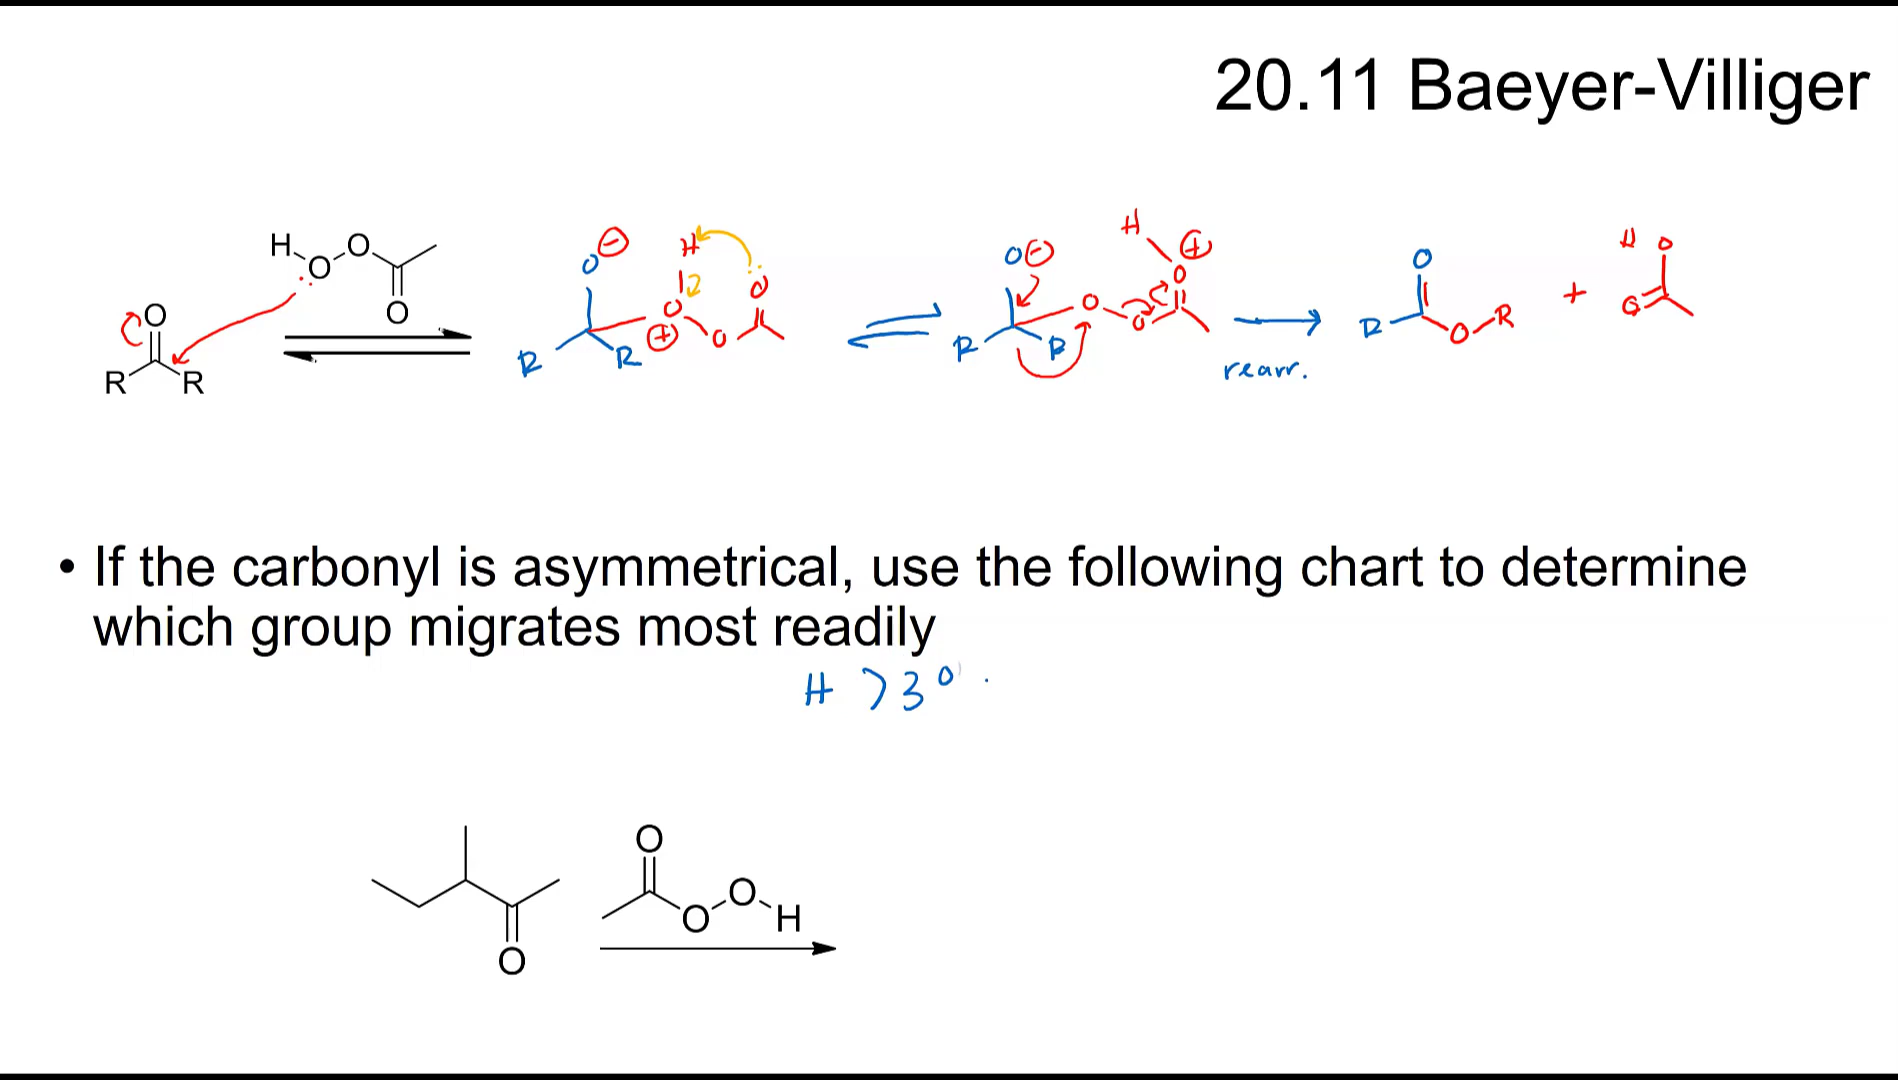 20.11 Baeyer-Villiger
H O O O
O R R
O ⊖ H O O ⊕ O R R
O ⊖ H ⊕ O O O R R
rearr.
O R O R + H O O
• If the carbonyl is asymmetrical, use the following chart to determine
which group migrates most readily
H > 3°
O
O O O H